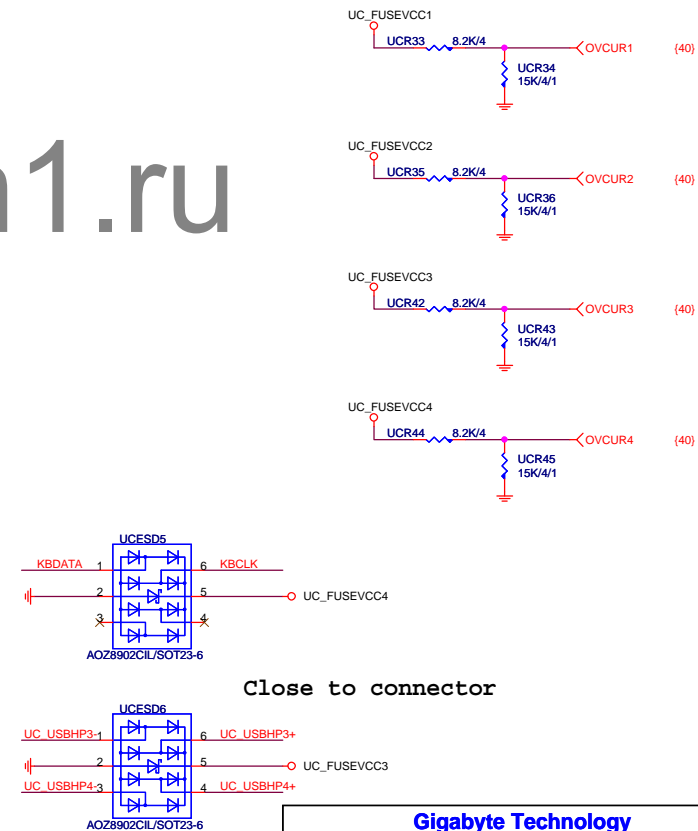 UC_FUSEVCC1
UCR33 8.2K/4 OVCUR1 {40}
UCR34
15K/4/1
n1.ru
UC_FUSEVCC2
UCR35 8.2K/4 OVCUR2 {40}
UCR36
15K/4/1
UC_FUSEVCC3
UCR42 8.2K/4 OVCUR3 {40}
UCR43
15K/4/1
UC_FUSEVCC4
UCR44 8.2K/4 OVCUR4 {40}
UCR45
15K/4/1
UCESD5
KBDATA 1 6 KBCLK
2 5 UC_FUSEVCC4
3 4
AOZ8902CIL/SOT23-6
Close to connector
UCESD6
UC_USBHP3- 1 6 UC_USBHP3+
2 5 UC_FUSEVCC3
UC_USBHP4- 3 4 UC_USBHP4+
AOZ8902CIL/SOT23-6
Gigabyte Technology